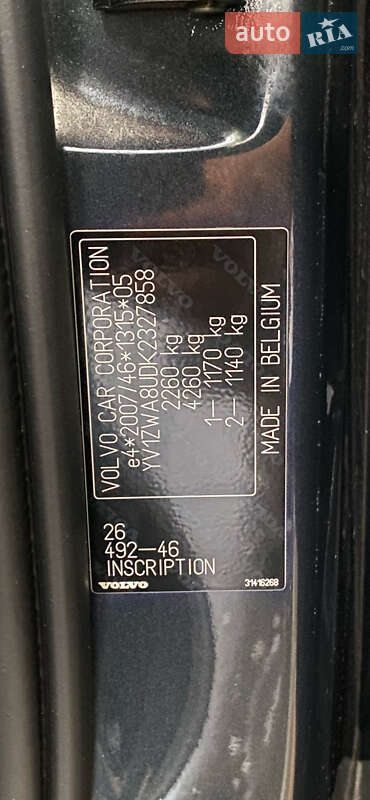 auto RIA.com
VOLVO CAR CORPORATION
e4*2007/46*1315*05
YV1ZWA8UDK2327858
2260 kg
4260 kg
1— 1170 kg
2— 1140 kg
MADE IN BELGIUM
26
492—46
INSCRIPTION
VOLVO
31416268